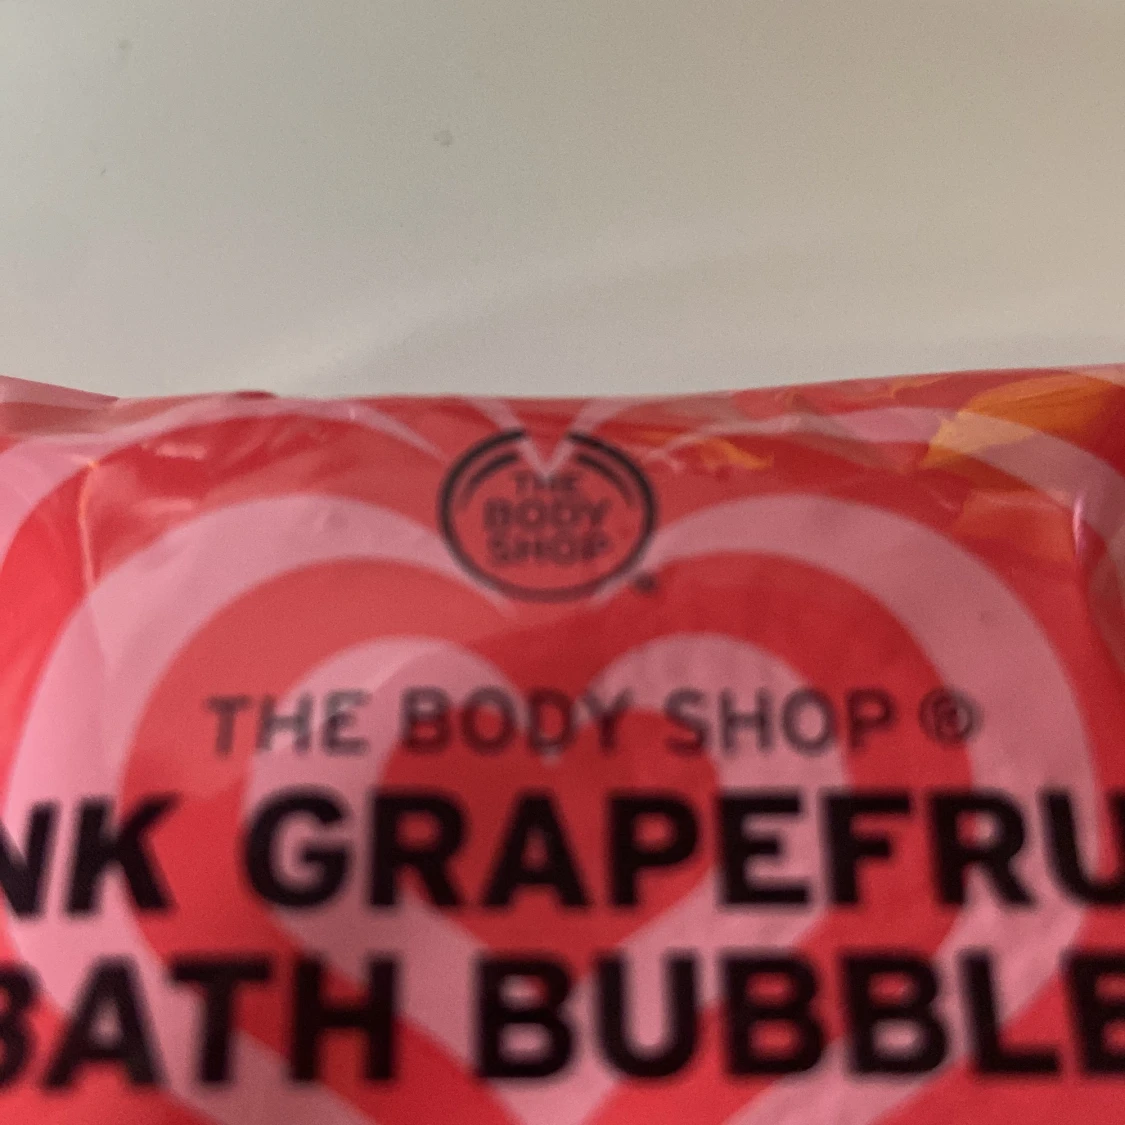 THE
BODY
SHOP
THE BODY SHOP ®
NK GRAPEFRU
BATH BUBBLE